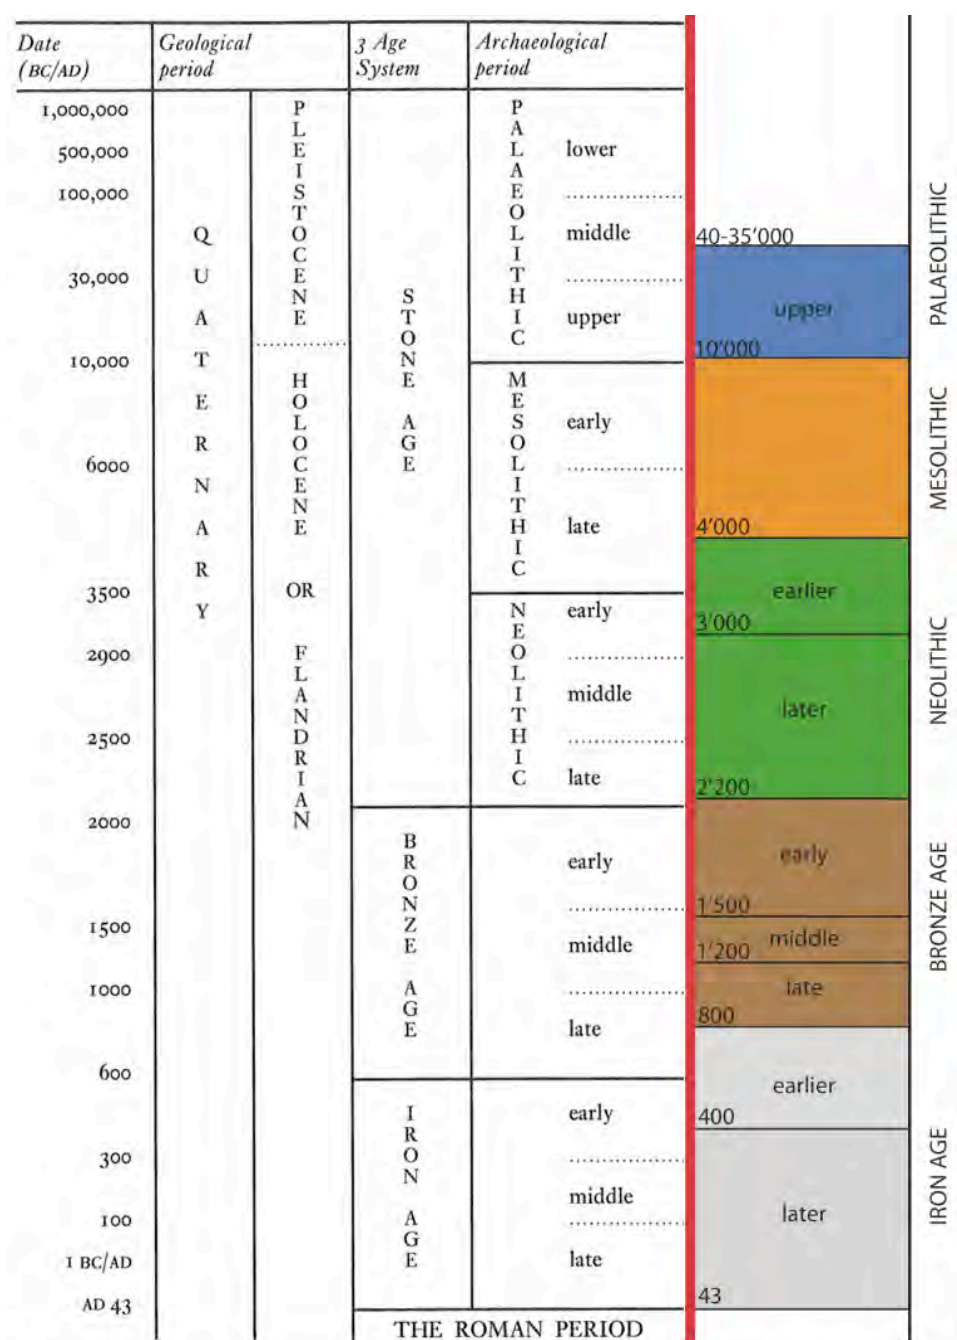 Date
(BC/AD)
Geological
period
3 Age
System
Archaeological
period
1,000,000
500,000
100,000
30,000
10,000
6000
3500
2900
2500
2000
1500
1000
600
300
100
1 BC/AD
AD 43
QUATERNARY
PLEISTOCENE
HOLOCENE
OR
FLANDRIAN
STONE AGE
BRONZE AGE
IRON AGE
PALAEOLITHIC
lower
middle
upper
MESOLITHIC
early
late
NEOLITHIC
early
middle
late
early
middle
late
early
middle
late
THE ROMAN PERIOD
40-35'000
upper
10'000
4'000
earlier
3'000
later
2'200
early
1'500
middle
1'200
late
800
earlier
400
later
43
PALAEOLITHIC
MESOLITHIC
NEOLITHIC
BRONZE AGE
IRON AGE